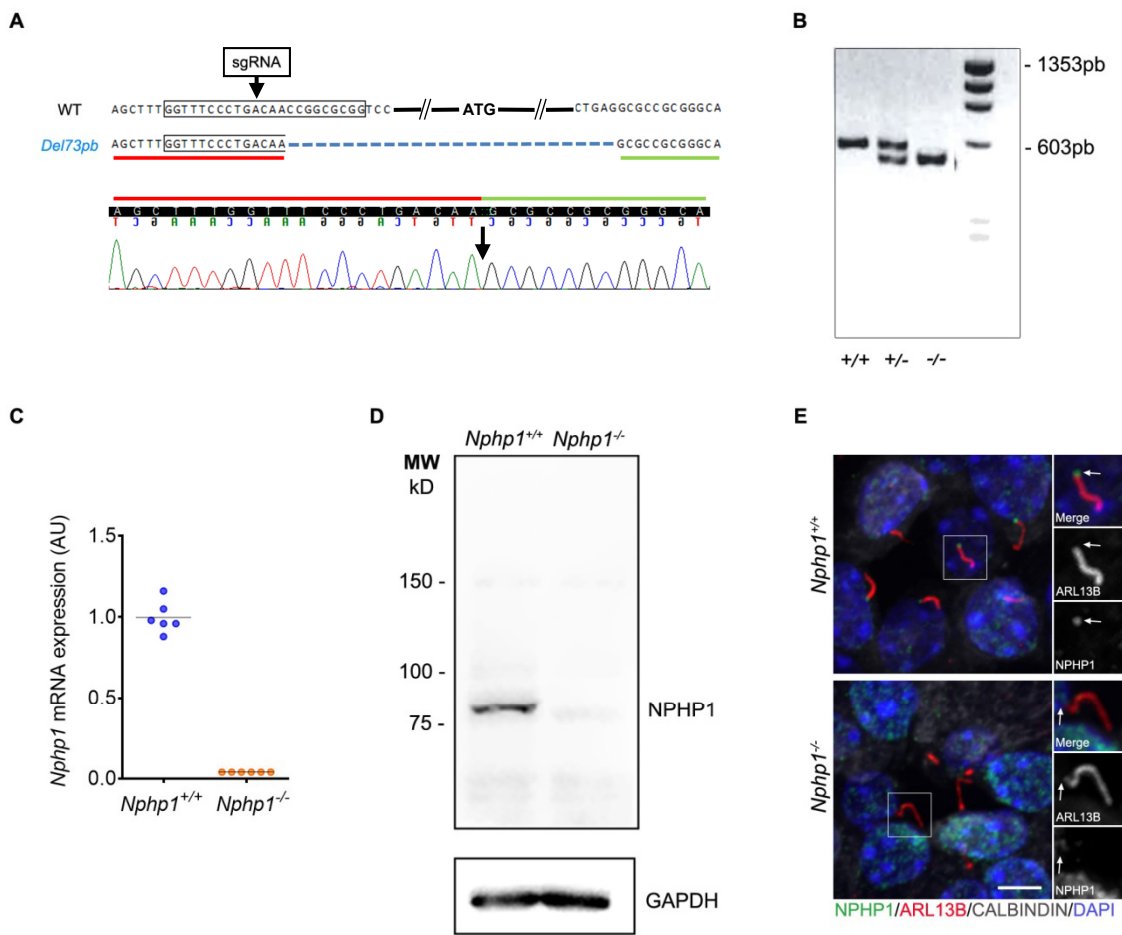 A
sgRNA
WT AGCTTTGGTTTCCCTGACAACCGGCGCGGTCC // ATG // CTGAGGCGCCGCGGGCA
Del73pb AGCTTTGGTTTCCCTGACAA GCGCCGCGGGCA
AGCTTTGGTTTCCCTGACAAGCGCCGCGGGCA
B
- 1353pb
- 603pb
+/+ +/- -/-
C
Nphp1 mRNA expression (AU)
1.5
1.0
0.5
0.0
Nphp1+/+ Nphp1-/-
D
Nphp1+/+ Nphp1-/-
MW
kD
150 -
100 -
75 -
NPHP1
GAPDH
E
Nphp1+/+
Merge
ARL13B
NPHP1
Nphp1-/-
Merge
ARL13B
NPHP1
NPHP1/ARL13B/CALBINDIN/DAPI